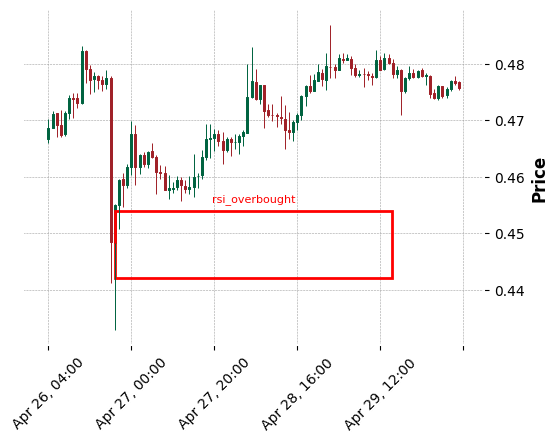 rsi_overbought
0.48
0.47
0.46
0.45
0.44
Price
Apr 26, 04:00
Apr 27, 00:00
Apr 27, 20:00
Apr 28, 16:00
Apr 29, 12:00